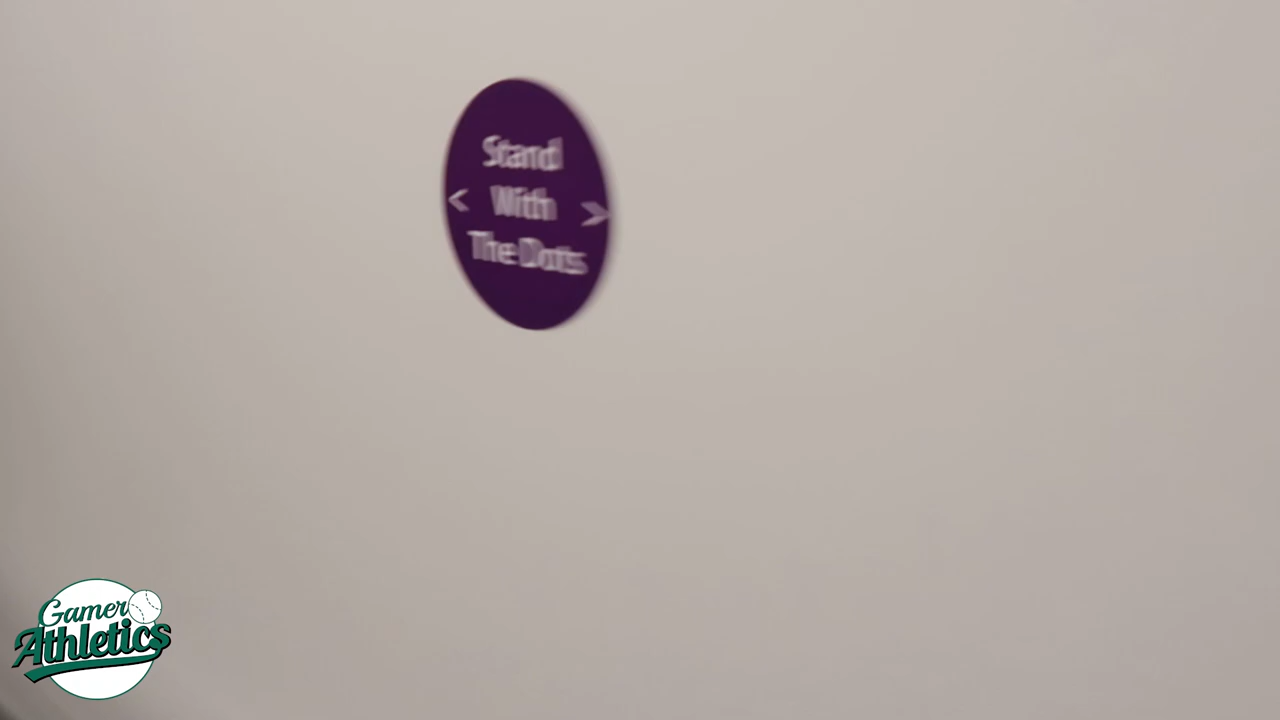 Stand
< With >
The Dots
Gamer
Athletics